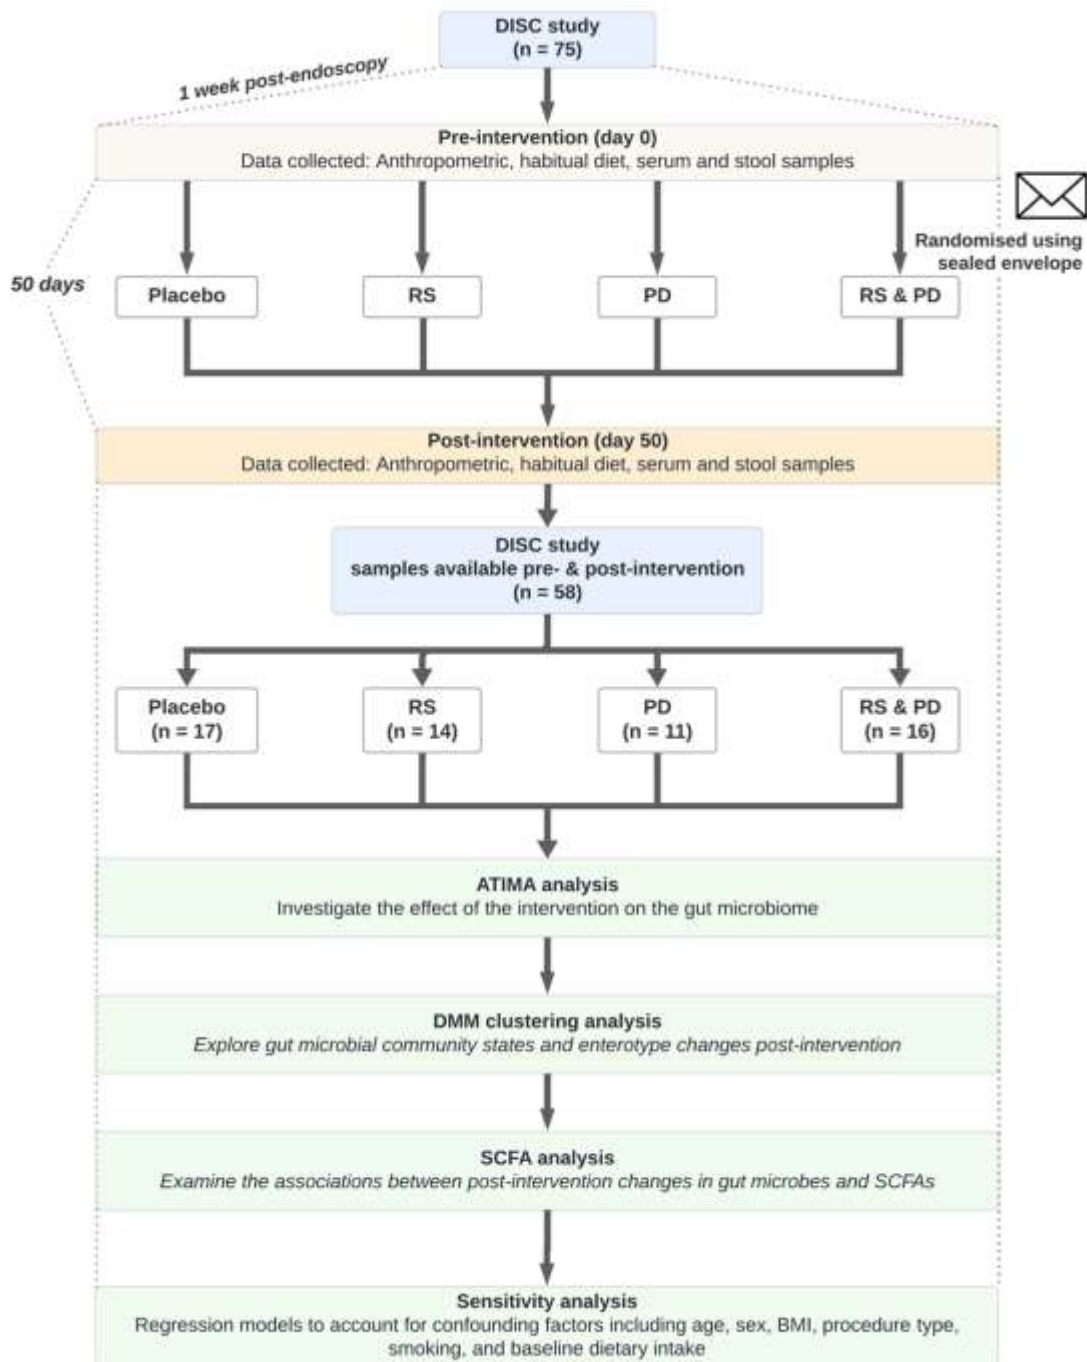 DISC study
(n = 75)
1 week post-endoscopy
Pre-intervention (day 0)
Data collected: Anthropometric, habitual diet, serum and stool samples
Randomised using
sealed envelope
50 days
Placebo
RS
PD
RS & PD
Post-intervention (day 50)
Data collected: Anthropometric, habitual diet, serum and stool samples
DISC study
samples available pre- & post-intervention
(n = 58)
Placebo
(n = 17)
RS
(n = 14)
PD
(n = 11)
RS & PD
(n = 16)
ATIMA analysis
Investigate the effect of the intervention on the gut microbiome
DMM clustering analysis
Explore gut microbial community states and enterotype changes post-intervention
SCFA analysis
Examine the associations between post-intervention changes in gut microbes and SCFAs
Sensitivity analysis
Regression models to account for confounding factors including age, sex, BMI, procedure type,
smoking, and baseline dietary intake